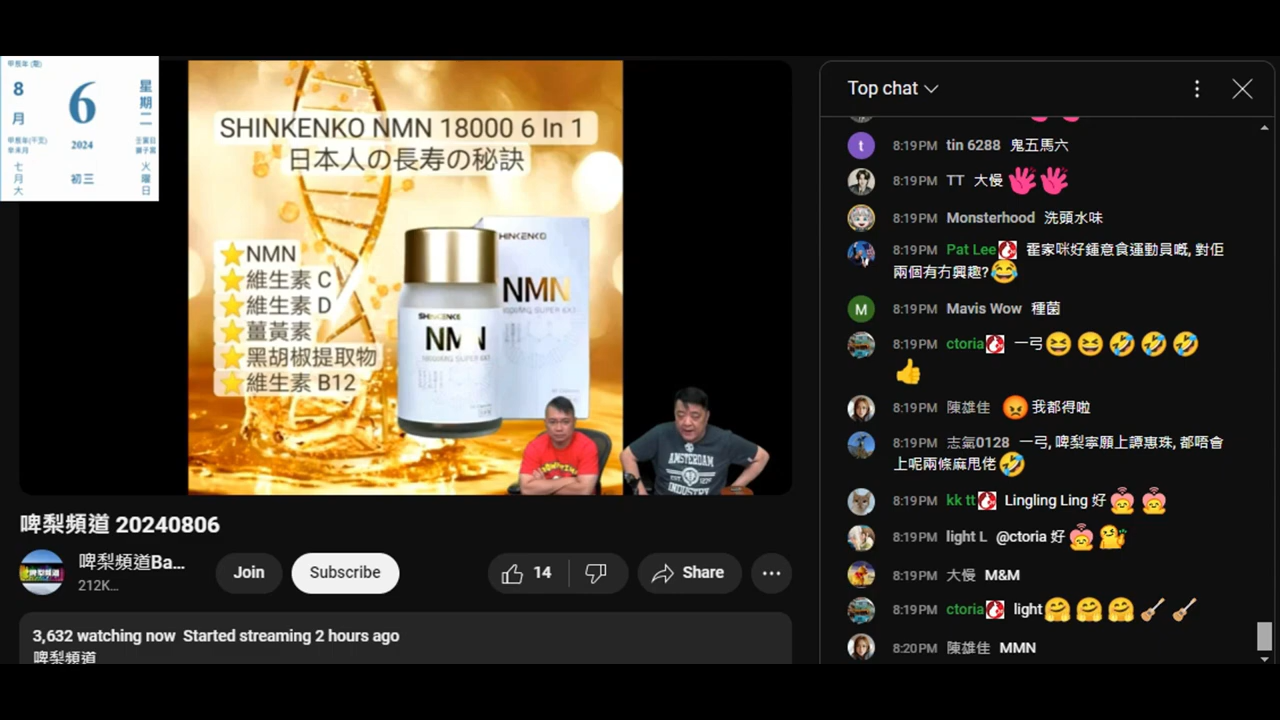 甲辰年(龍)
8
月
6
2024
初三
星期二
火曜日
七月大
SHINKENKO NMN 18000 6 In 1
日本人の長寿の秘訣
⭐NMN
⭐維生素 C
⭐維生素 D
⭐薑黃素
⭐黑胡椒提取物
⭐維生素 B12
NMN
SHINKENKO
NMN
AMSTERDAM
INDUSTRY
啤梨頻道 20240806
啤梨頻道Ba...
212K...
Join
Subscribe
14
Share
3,632 watching now Started streaming 2 hours ago
啤梨頻道
Top chat
8:19PM tin 6288 鬼五馬六
8:19PM TT 大慢
8:19PM Monsterhood 洗頭水味
8:19PM Pat Lee 霍家咪好鍾意食運動員嘅, 對佢
兩個有冇興趣?😂
8:19PM Mavis Wow 種菌
8:19PM ctoria 一弓😆😆🤣🤣🤣
👍
8:19PM 陳雄佳 😡我都得啦
8:19PM 志氣0128 一弓, 啤梨寧願上譚惠珠, 都唔會
上呢兩條麻甩佬🤣
8:19PM kk tt Lingling Ling 好
8:19PM light L @ctoria 好
8:19PM 大慢 M&M
8:19PM ctoria light🤗🤗🤗🎸🎸
8:20PM 陳雄佳 MMN